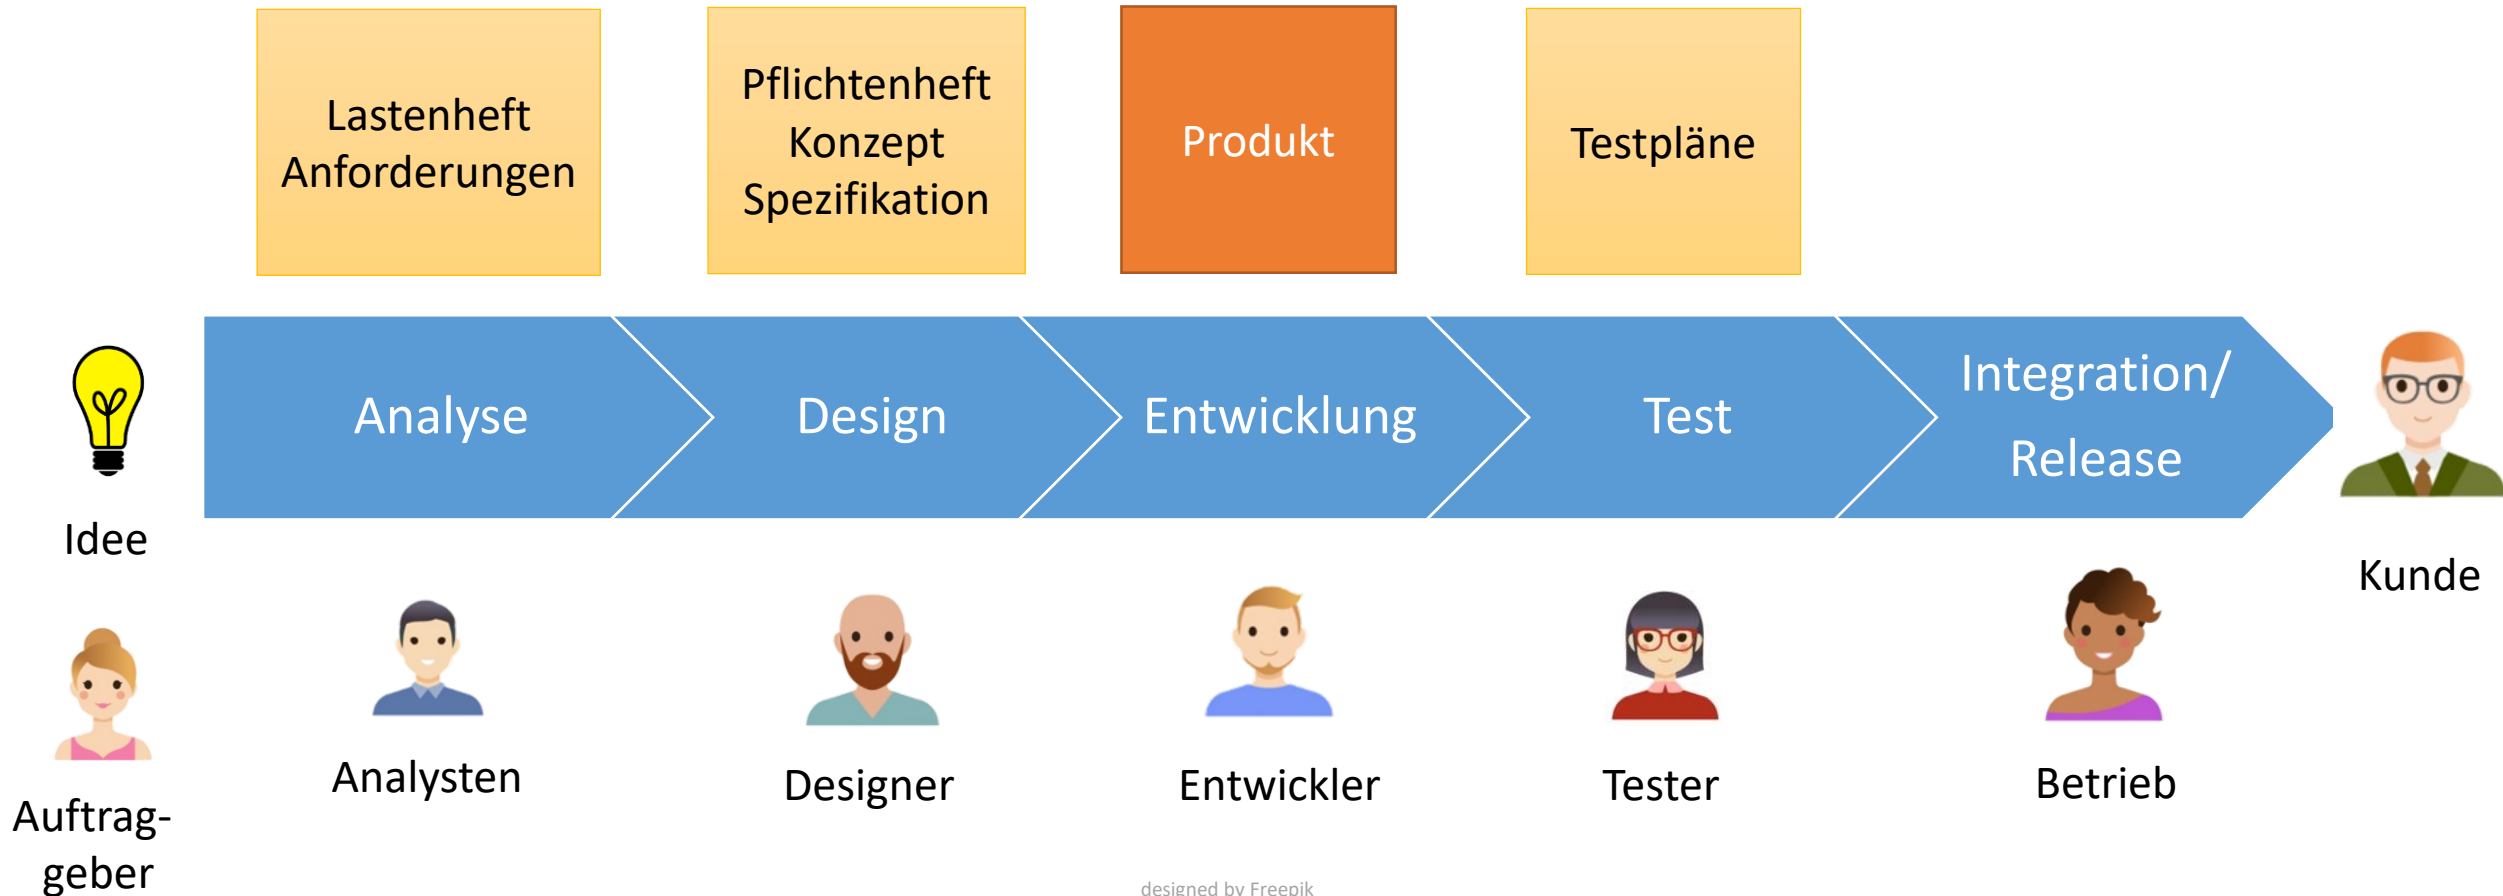 Lastenheft
Anforderungen
Pflichtenheft
Konzept
Spezifikation
Produkt
Testpläne
Idee
Analyse
Design
Entwicklung
Test
Integration/
Release
Kunde
Auftrag-
geber
Analysten
Designer
Entwickler
Tester
Betrieb
designed by Freepik